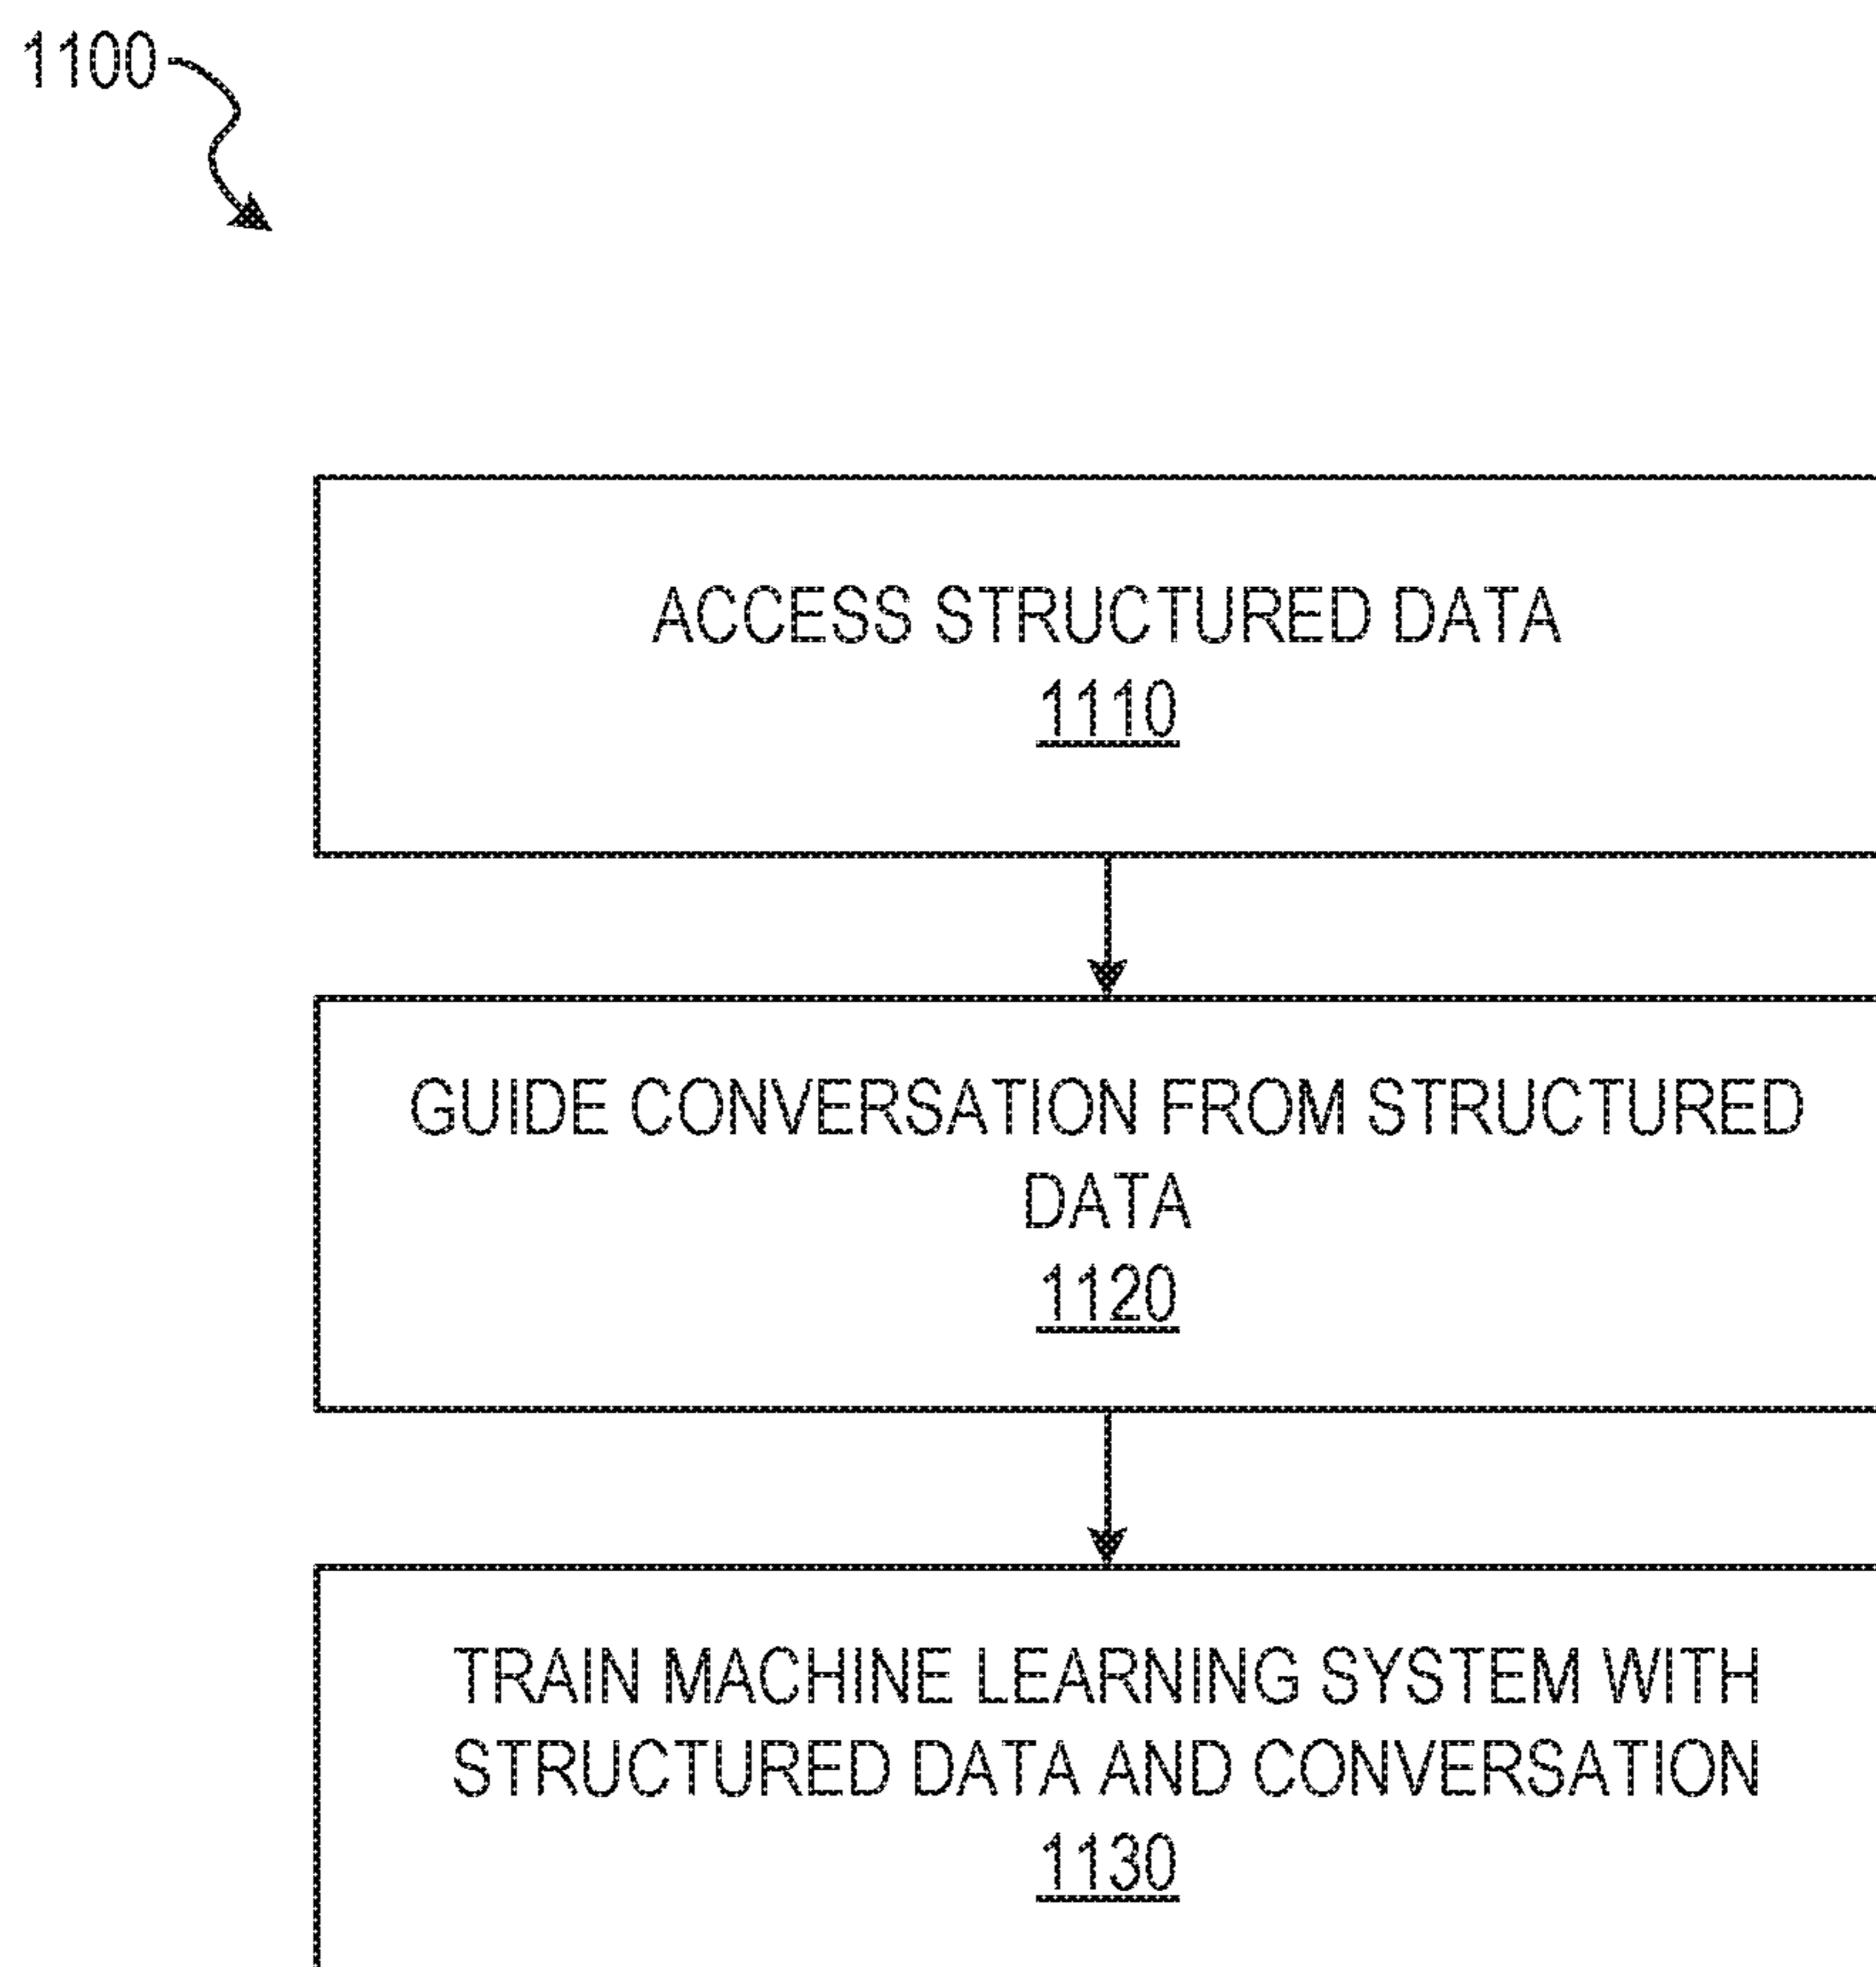 1100
ACCESS STRUCTURED DATA
1110
GUIDE CONVERSATION FROM STRUCTURED
DATA
1120
TRAIN MACHINE LEARNING SYSTEM WITH
STRUCTURED DATA AND CONVERSATION
1130